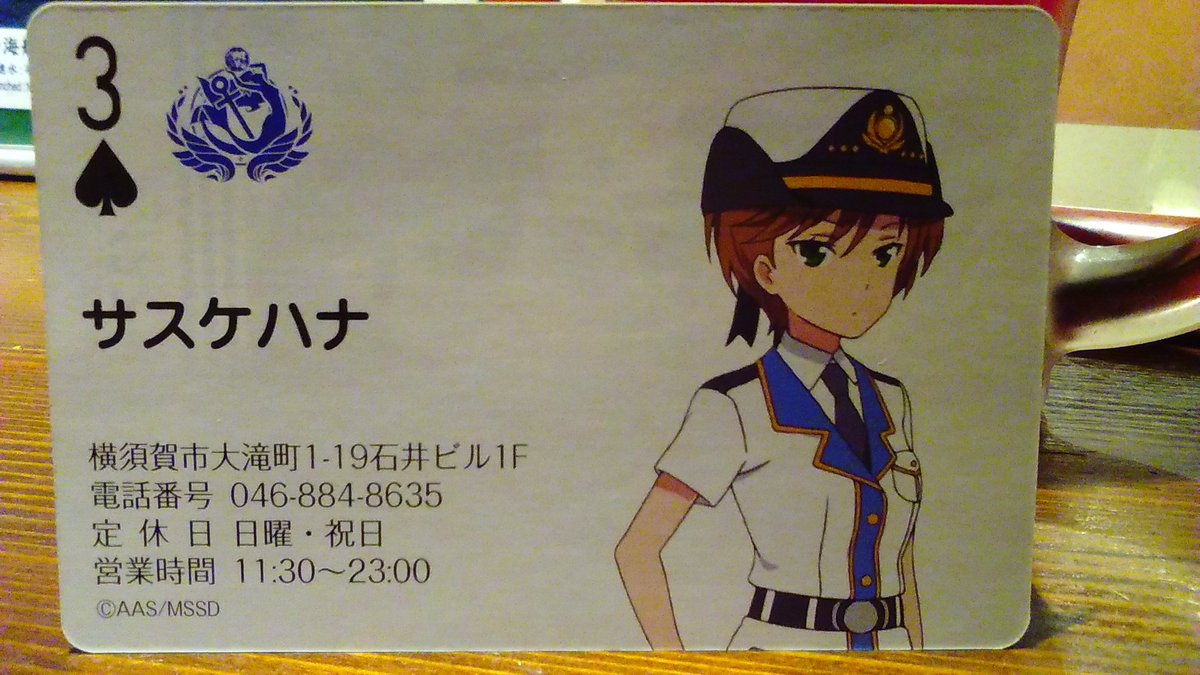 3
サスケハナ
横須賀市大滝町1-19石井ビル1F
電話番号 046-884-8635
定 休 日 日曜・祝日
営業時間 11:30～23:00
©AAS/MSSD